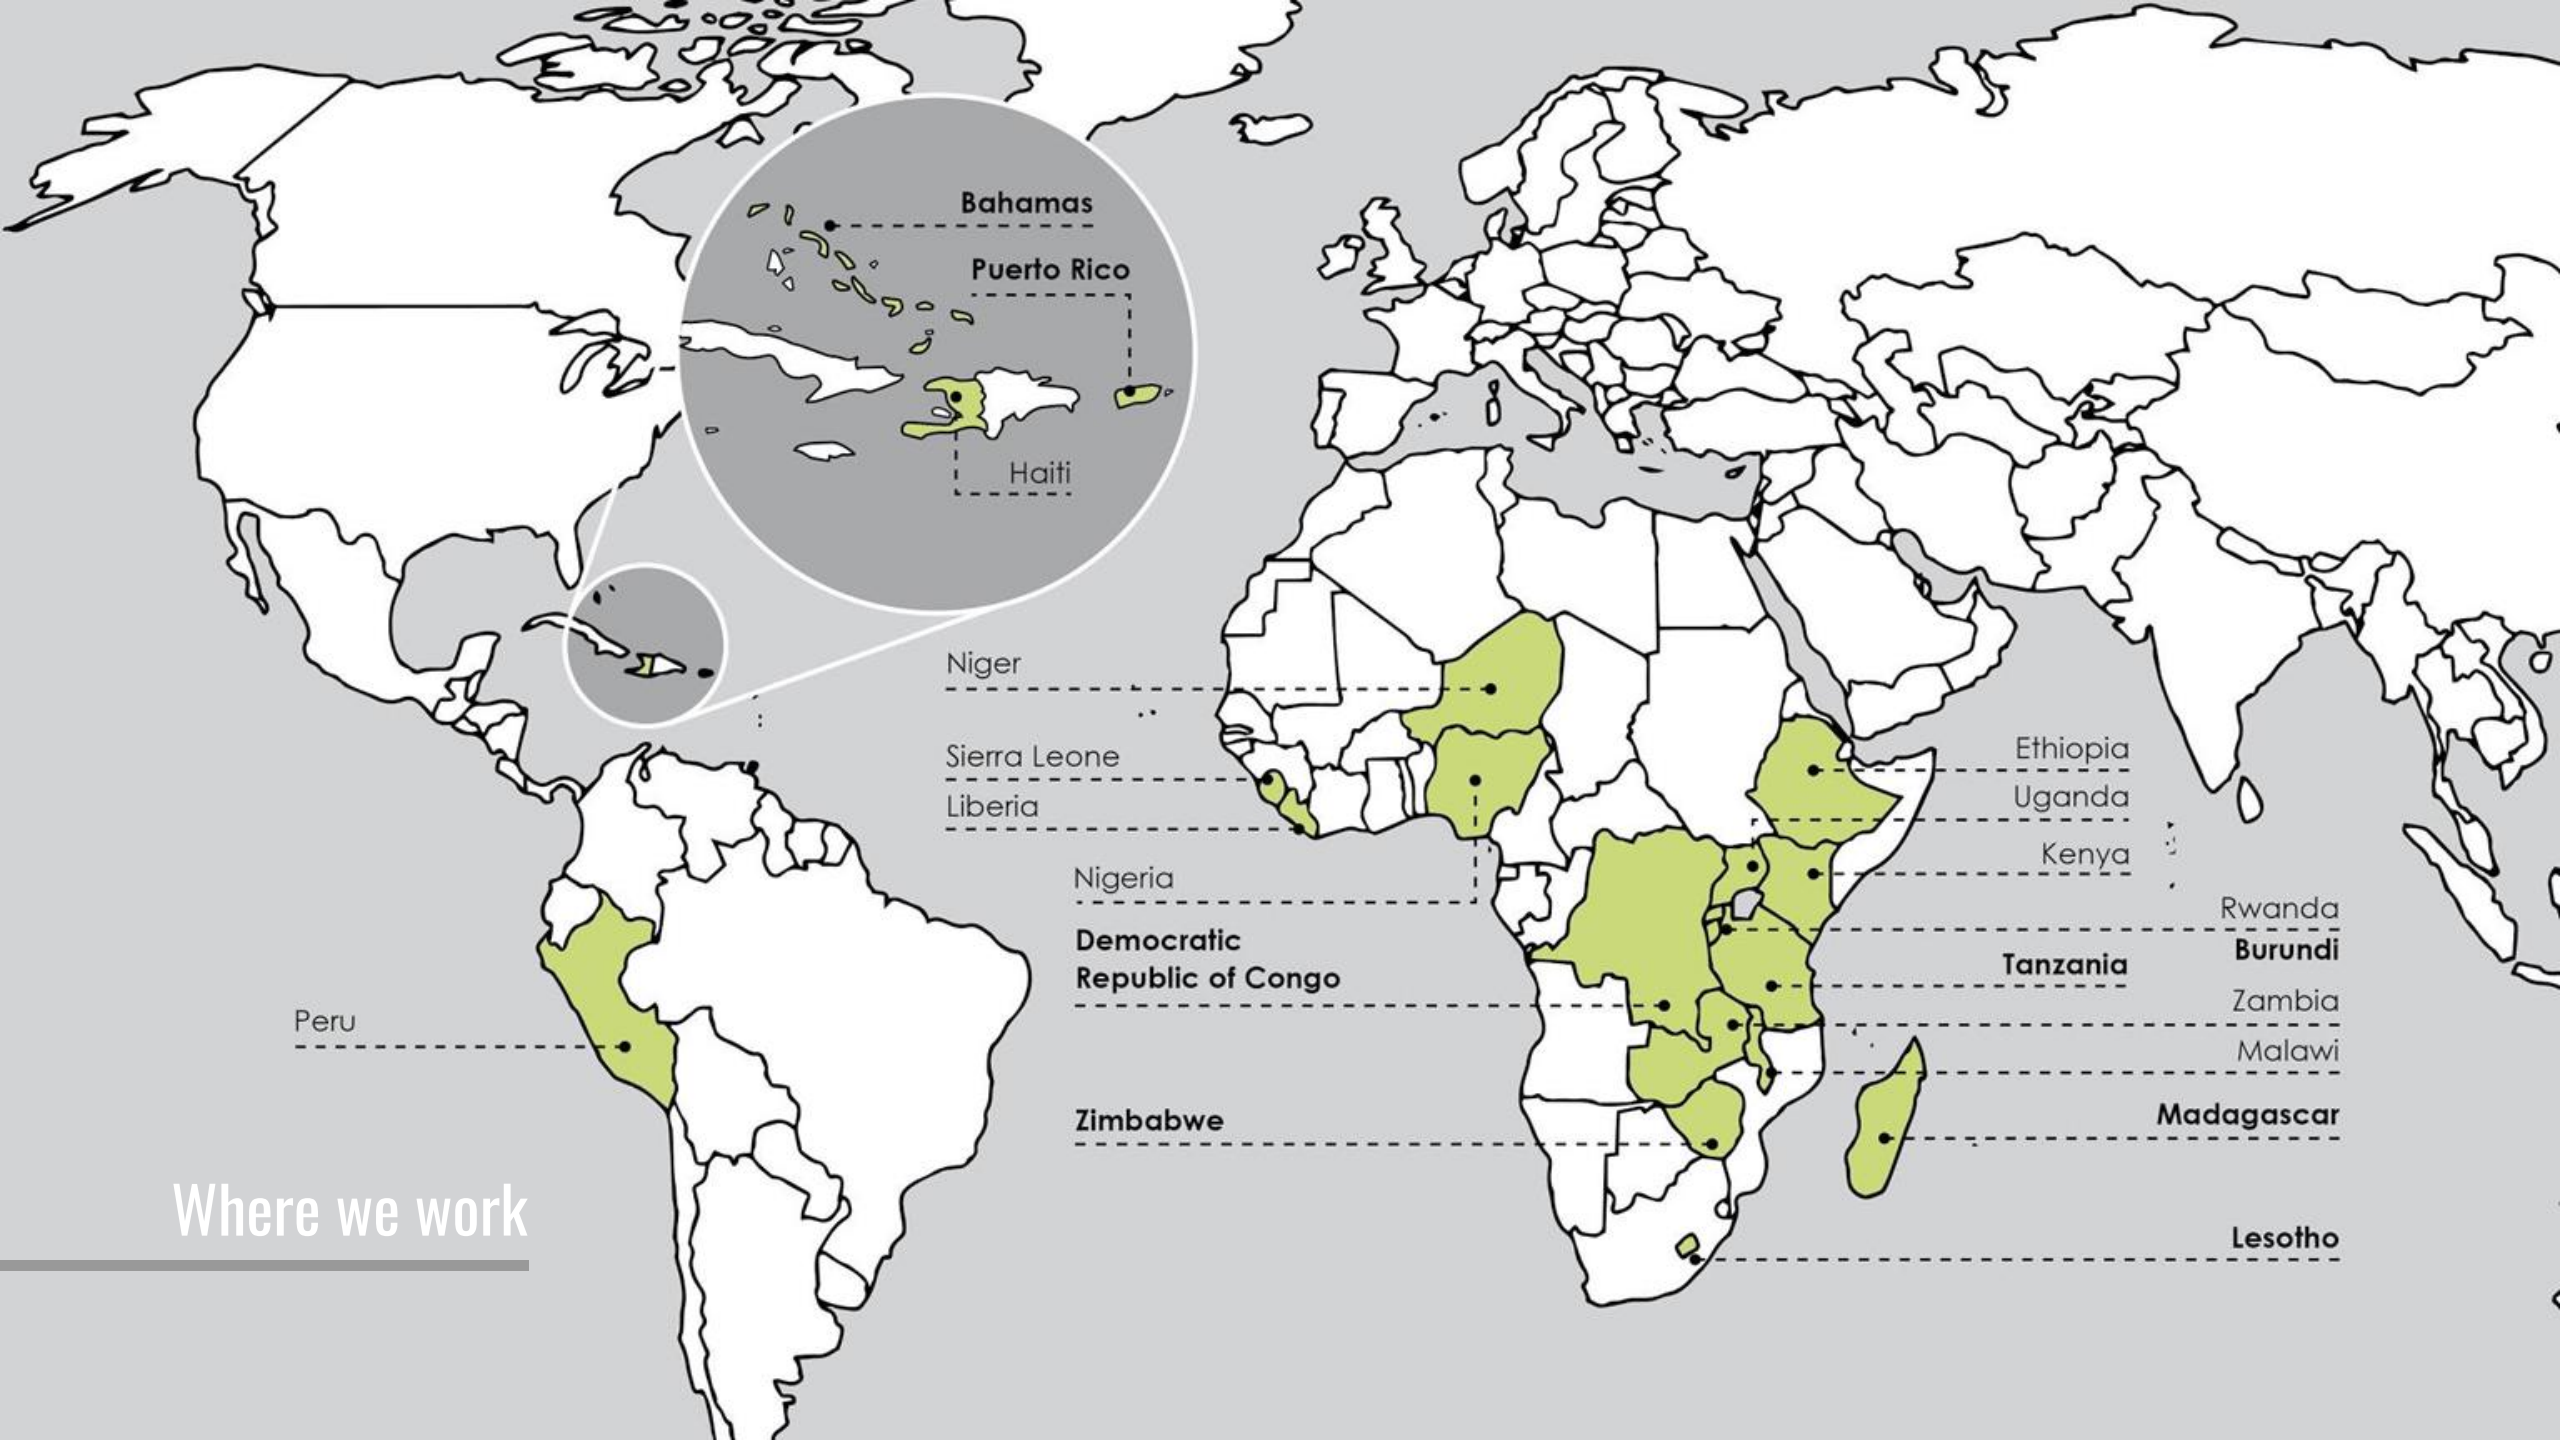 Bahamas
Puerto Rico
Haiti
Niger
Sierra Leone
Liberia
Nigeria
Democratic
Republic of Congo
Zimbabwe
Peru
Ethiopia
Uganda
Kenya
Rwanda
Burundi
Tanzania
Zambia
Malawi
Madagascar
Lesotho
Where we work